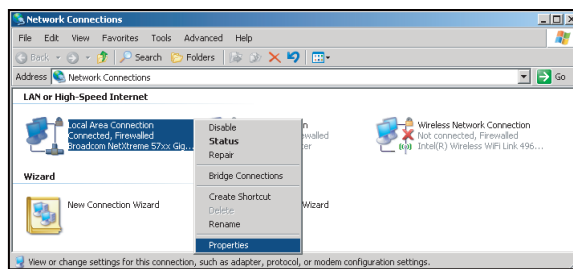 Network Connections
File Edit View Favorites Tools Advanced Help
Back Search Folders
Address Network Connections Go
LAN or High-Speed Internet
Local Area Connection
Connected, Firewalled
Broadcom NetXtreme 57xx Gig...
Wireless Network Connection
Not connected, Firewalled
Intel(R) Wireless WiFi Link 496...
Disable
Status
Repair
Bridge Connections
Create Shortcut
Delete
Rename
Properties
Wizard
New Connection Wizard
Wizard
View or change settings for this connection, such as adapter, protocol, or modem configuration settings.